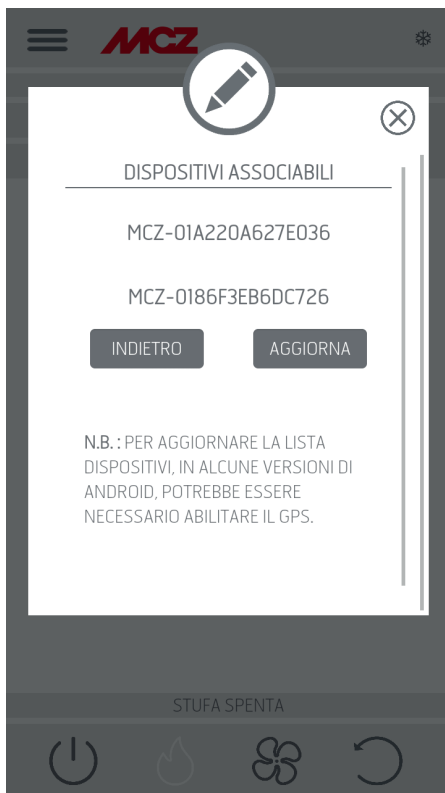 MCZ
DISPOSITIVI ASSOCIABILI
MCZ-01A220A627E036
MCZ-0186F3EB6DC726
INDIETRO
AGGIORNA
N.B. : PER AGGIORNARE LA LISTA
DISPOSITIVI, IN ALCUNE VERSIONI DI
ANDROID, POTREBBE ESSERE
NECESSARIO ABILITARE IL GPS.
STUFA SPENTA